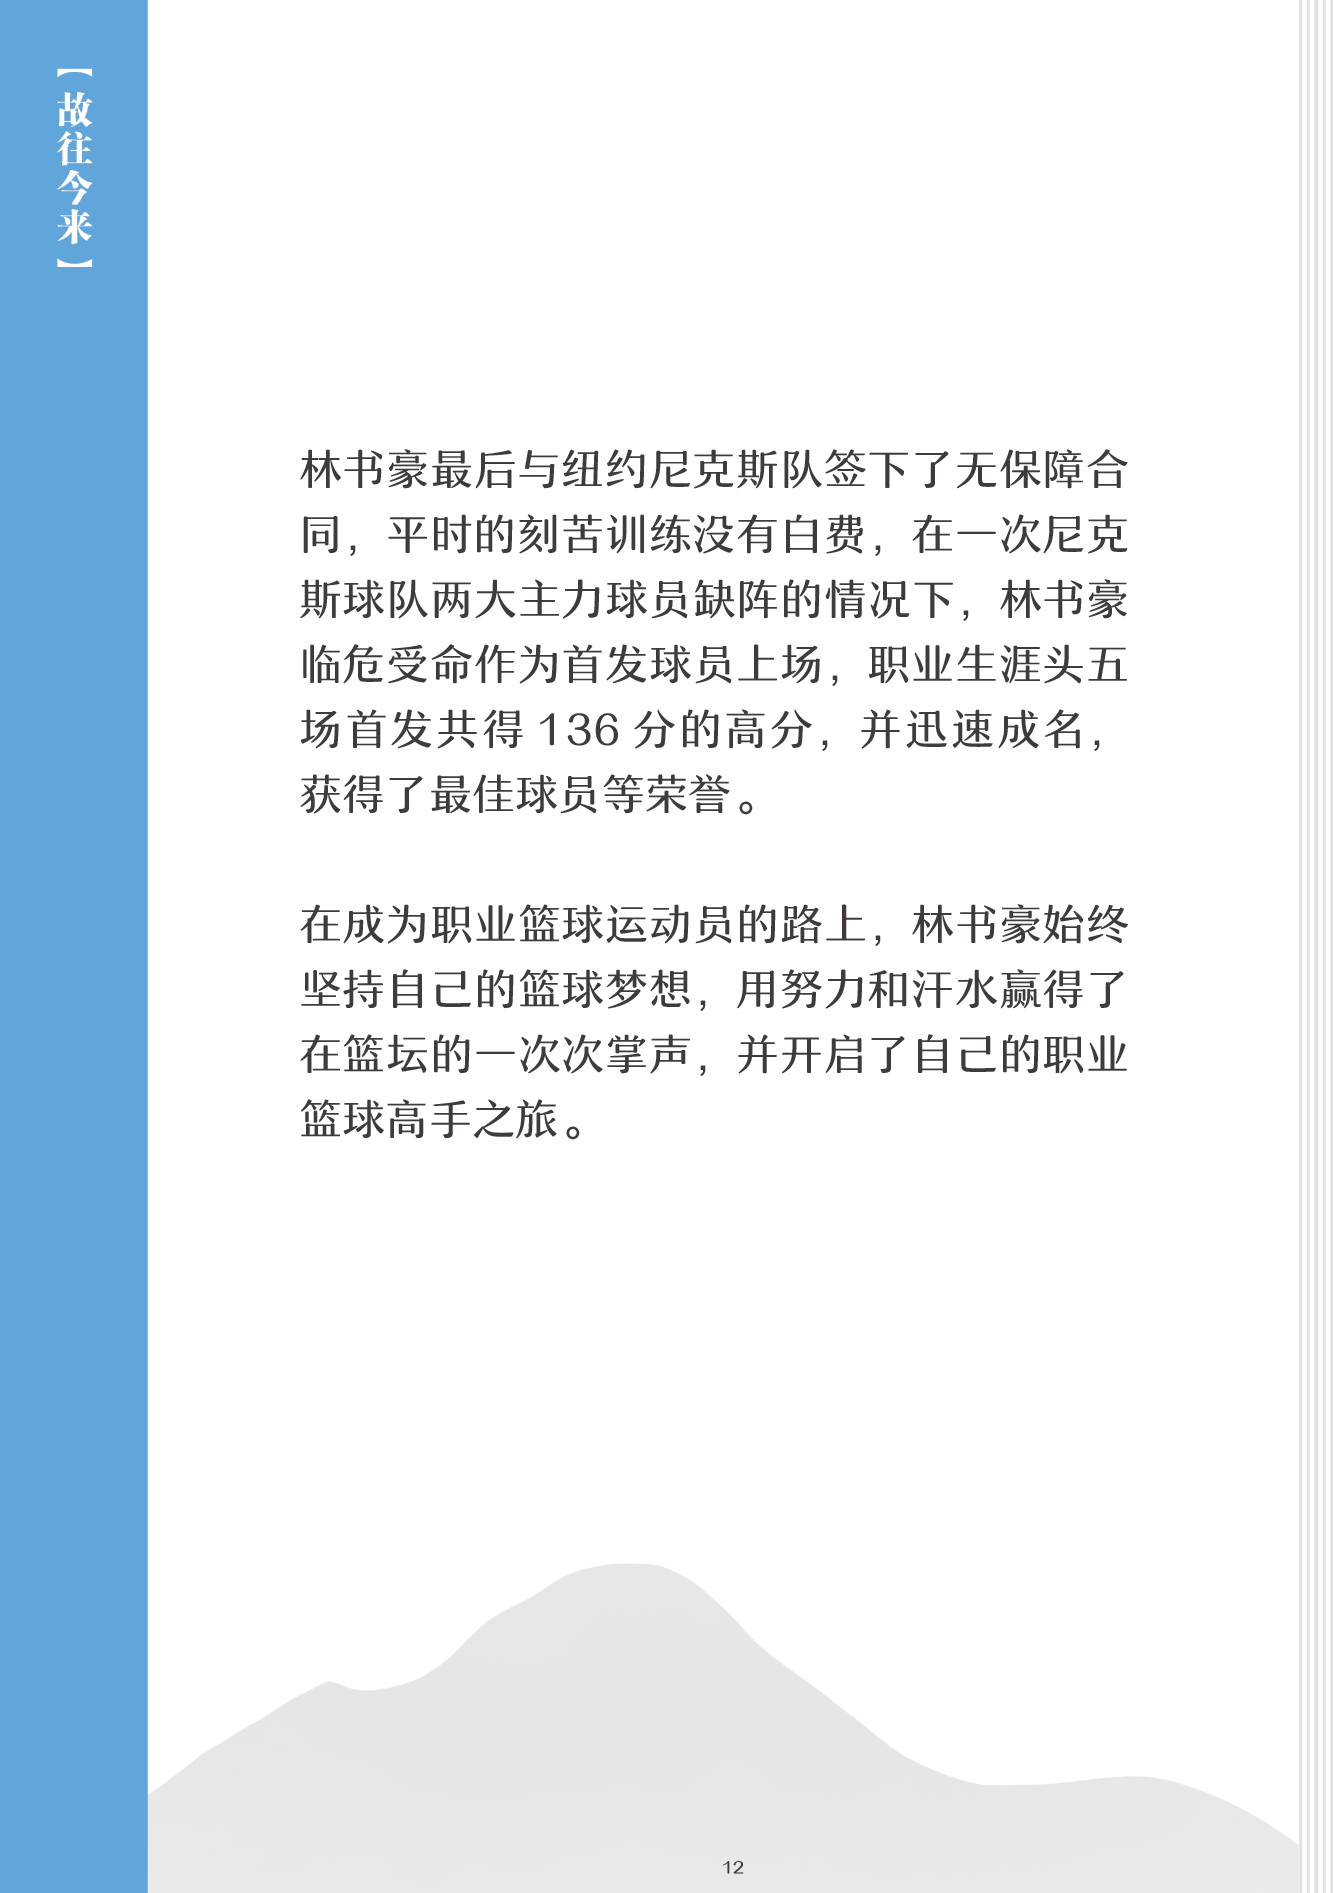 【故往今来】
林书豪最后与纽约尼克斯队签下了无保障合
同，平时的刻苦训练没有白费，在一次尼克
斯球队两大主力球员缺阵的情况下，林书豪
临危受命作为首发球员上场，职业生涯头五
场首发共得 136 分的高分，并迅速成名，
获得了最佳球员等荣誉。
在成为职业篮球运动员的路上，林书豪始终
坚持自己的篮球梦想，用努力和汗水赢得了
在篮坛的一次次掌声，并开启了自己的职业
篮球高手之旅。
12